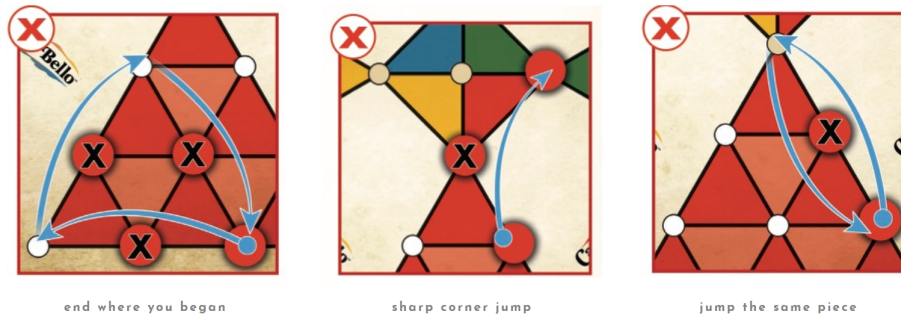 X
X
X
Bello
X
X
X
X
X
X
end where you began
sharp corner jump
jump the same piece